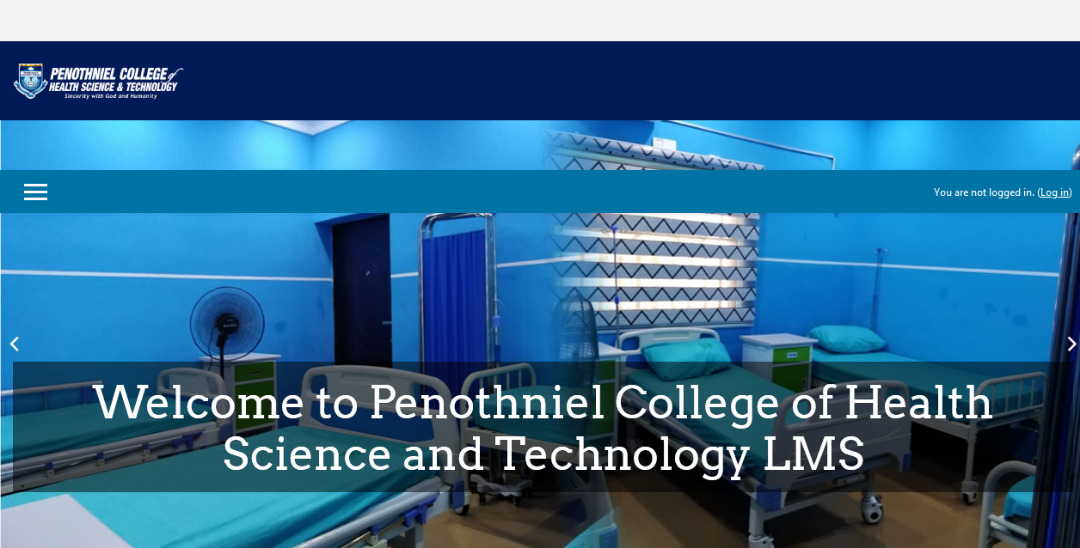 PENOTHNIEL COLLEGE of
HEALTH SCIENCE & TECHNOLOGY
Sincerity with God and Humanity
You are not logged in. (Log in)
Welcome to Penothniel College of Health
Science and Technology LMS